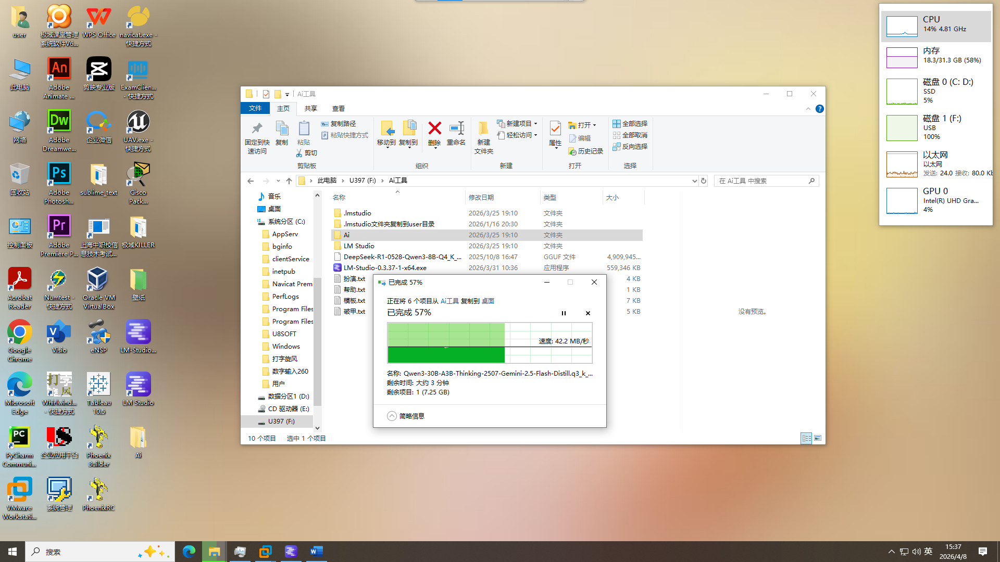 user
极域课堂管理
系统软件V6...
WPS Office
navicat.exe -
快捷方式
此电脑
Adobe
Animate ...
剪映专业版
ExamClien...
- 快捷方式
网络
Adobe
Dreamwe...
企业微信
UAV.exe -
快捷方式
回收站
Adobe
Photosh...
sublime_text
Cisco
Pack...
控制面板
Adobe
Premiere P...
上海中职校信
息技术考试...
极域KILLER
Acrobat
Reader
Numtest -
快捷方式
Oracle VM
VirtualBox
壁纸
Google
Chrome
Visio
eNSP
LM-Studio...
Microsoft
Edge
Whirlwind...
- 快捷方式
Tableau
10.5
LM Studio
PyCharm
Communi...
企业应用平台
Phoenix
Builder
Ai
VMware
Workstati...
系统管理
PhoenixRC
Ai工具
文件
主页
共享
查看
固定到快
速访问
复制
粘贴
复制路径
粘贴快捷方式
剪切
剪贴板
移动到
复制到
删除
重命名
组织
新建
文件夹
新建项目
轻松访问
新建
属性
打开
编辑
历史记录
打开
全部选择
全部取消
反向选择
选择
此电脑
U397 (F:)
Ai工具
在 Ai工具 中搜索
音乐
桌面
系统分区 (C:)
AppServ
bginfo
clientService
inetpub
Navicat Premi
PerfLogs
Program Files
Program Files
U8SOFT
Windows
打字旋风
数字输入260
用户
数据分区1 (D:)
CD 驱动器 (E:)
U397 (F:)
名称 修改日期 类型 大小
.lmstudio 2026/3/25 19:10 文件夹
.lmstudio文件夹复制到user目录 2026/1/16 20:30 文件夹
Ai 2026/3/25 19:10 文件夹
LM Studio 2026/3/25 19:10 文件夹
DeepSeek-R1-0528-Qwen3-8B-Q4_K_... 2025/10/8 16:47 GGUF 文件 4,909,945...
LM-Studio-0.3.37-1-x64.exe 2026/3/31 10:36 应用程序 559,346 KB
扮演.txt 4 KB
帮助.txt 1 KB
模板.txt 7 KB
破甲.txt 5 KB
没有预览。
10 个项目 选中 1 个项目
已完成 57%
正在将 6 个项目从 Ai工具 复制到 桌面
已完成 57%
速度: 42.2 MB/秒
名称: Qwen3-30B-A3B-Thinking-2507-Gemini-2.5-Flash-Distill.q3_k_...
剩余时间: 大约 3 分钟
剩余项目: 1 (7.25 GB)
简略信息
CPU
14% 4.81 GHz
内存
18.3/31.3 GB (58%)
磁盘 0 (C: D:)
SSD
5%
磁盘 1 (F:)
USB
100%
以太网
以太网
发送: 24.0 接收: 80.0 Kb
GPU 0
Intel(R) UHD Gra...
4%
搜索
英
15:37
2026/4/8